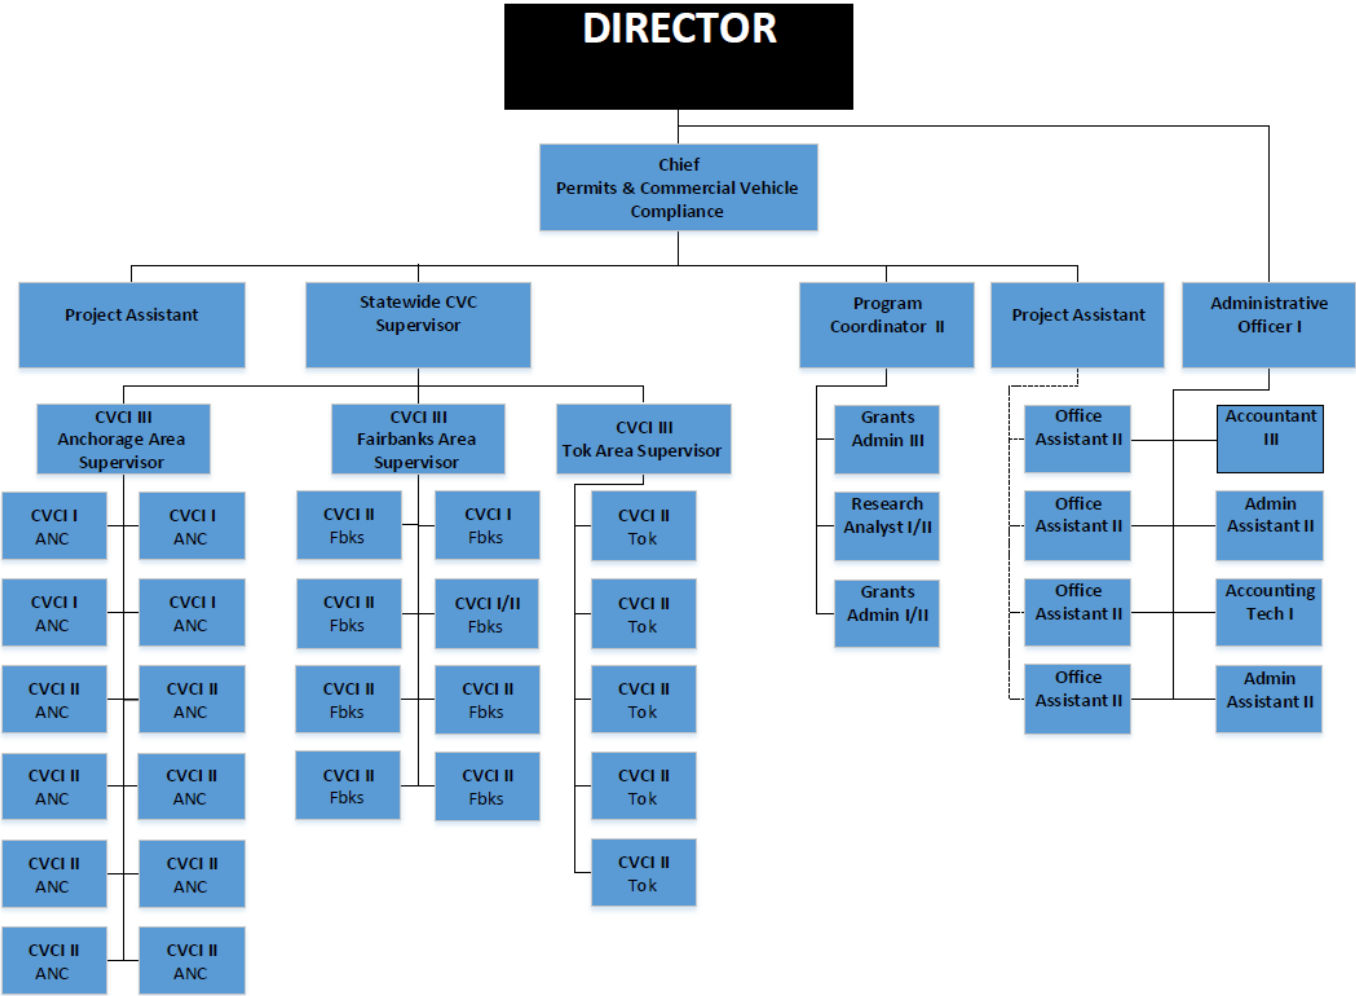 DIRECTOR
Chief
Permits & Commercial Vehicle
Compliance
Project Assistant
Statewide CVC
Supervisor
Program
Coordinator II
Project Assistant
Administrative
Officer I
CVCI III
Anchorage Area
Supervisor
CVCI III
Fairbanks Area
Supervisor
CVCI III
Tok Area Supervisor
CVCI I
ANC
CVCI I
ANC
CVCI I
ANC
CVCI I
ANC
CVCI II
ANC
CVCI II
ANC
CVCI II
ANC
CVCI II
ANC
CVCI II
ANC
CVCI II
ANC
CVCI II
ANC
CVCI II
ANC
CVCI II
Fbks
CVCI I
Fbks
CVCI II
Fbks
CVCI I/II
Fbks
CVCI II
Fbks
CVCI II
Fbks
CVCI II
Fbks
CVCI II
Fbks
CVCI II
Tok
CVCI II
Tok
CVCI II
Tok
CVCI II
Tok
CVCI II
Tok
Grants
Admin III
Research
Analyst I/II
Grants
Admin I/II
Office
Assistant II
Office
Assistant II
Office
Assistant II
Office
Assistant II
Accountant
III
Admin
Assistant II
Accounting
Tech I
Admin
Assistant II